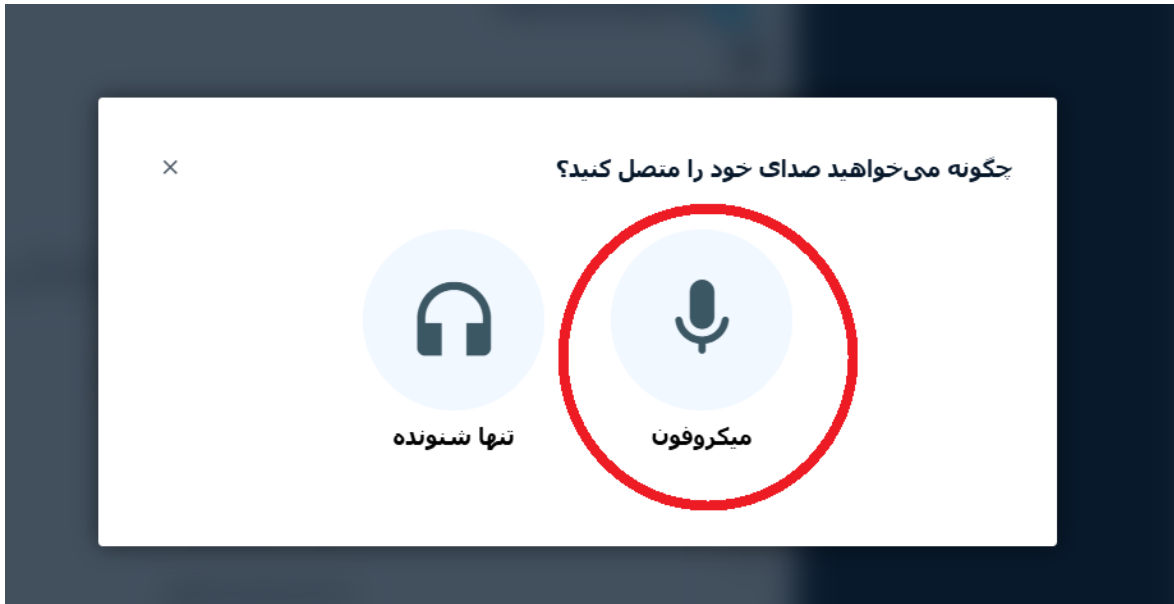 چگونه می‌خواهید صدای خود را متصل کنید؟
میکروفون
تنها شنونده